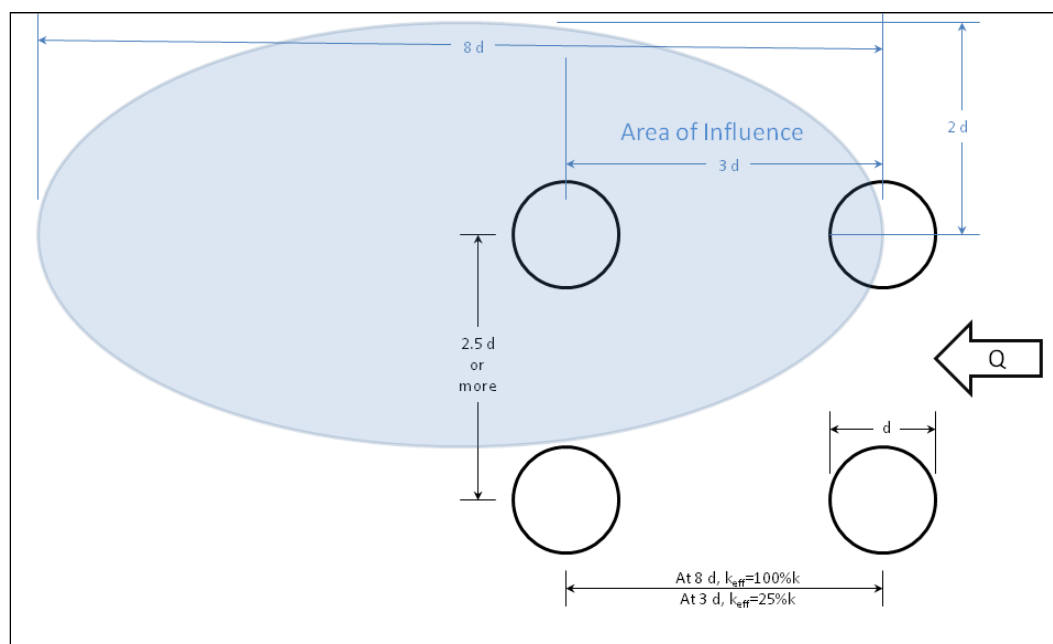 8 d
Area of Influence
2 d
3 d
2.5 d
or
more
Q
d
At 8 d, keff=100%k
At 3 d, keff=25%k